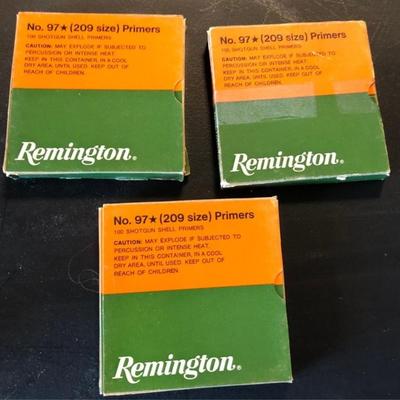 No. 97★(209 size) Primers
100 SHOTGUN SHELL PRIMERS
CAUTION: MAY EXPLODE IF SUBJECTED TO
PERCUSSION OR INTENSE HEAT.
KEEP IN THIS CONTAINER, IN A COOL
DRY AREA, UNTIL USED. KEEP OUT OF
REACH OF CHILDREN.
Remington®
No. 97★(209 size) Primers
100 SHOTGUN SHELL PRIMERS
CAUTION: MAY EXPLODE IF SUBJECTED TO
PERCUSSION OR INTENSE HEAT.
KEEP IN THIS CONTAINER, IN A COOL
DRY AREA, UNTIL USED. KEEP OUT OF
REACH OF CHILDREN.
Remington®
No. 97★(209 size) Primers
100 SHOTGUN SHELL PRIMERS
CAUTION: MAY EXPLODE IF SUBJECTED TO
PERCUSSION OR INTENSE HEAT.
KEEP IN THIS CONTAINER, IN A COOL
DRY AREA, UNTIL USED. KEEP OUT OF
REACH OF CHILDREN.
Remington®